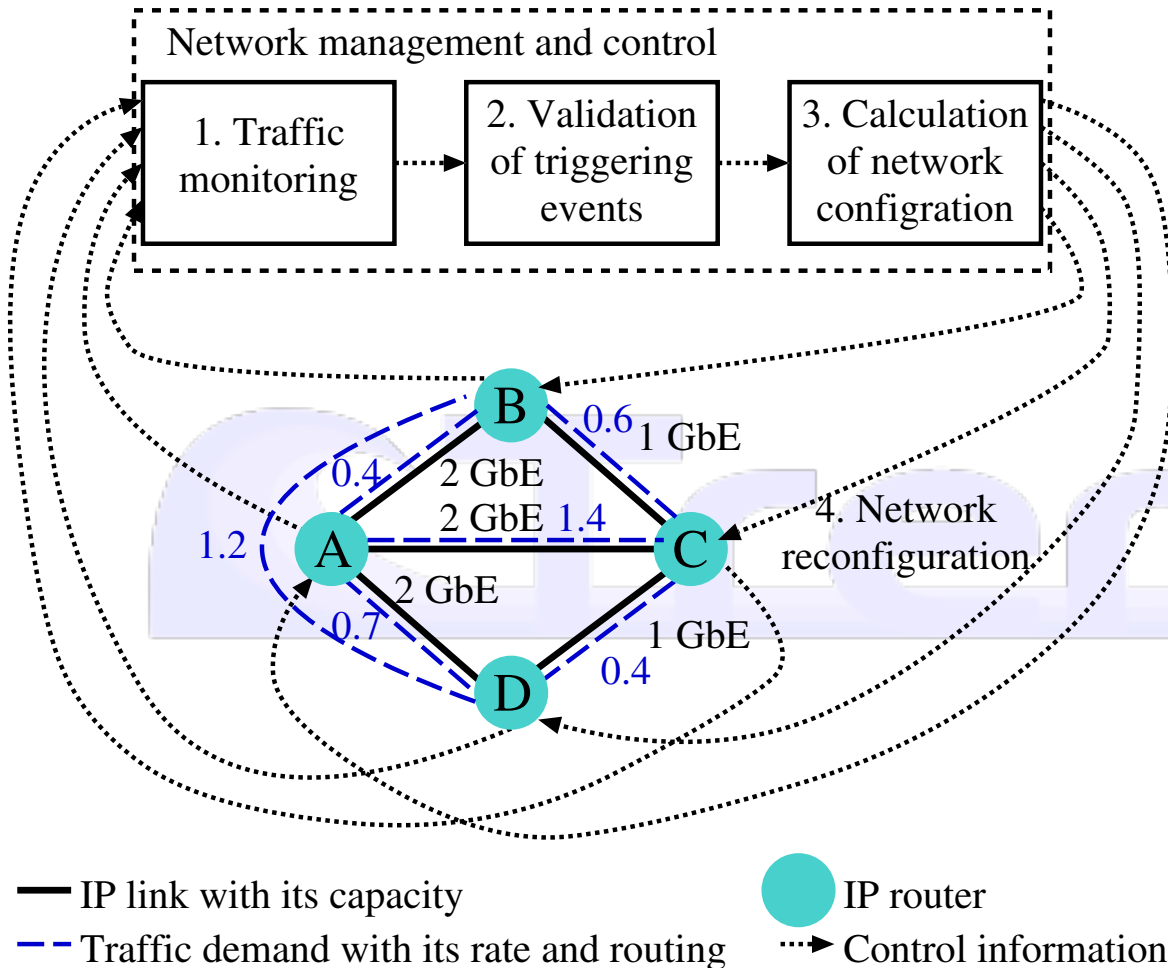 Network management and control
1. Traffic
monitoring
2. Validation
of triggering
events
3. Calculation
of network
configration
B
0.6
1 GbE
0.4
2 GbE
2 GbE
1.4
1.2
A
C
4. Network
reconfiguration
2 GbE
0.7
1 GbE
0.4
D
IP link with its capacity
IP router
Traffic demand with its rate and routing
Control information